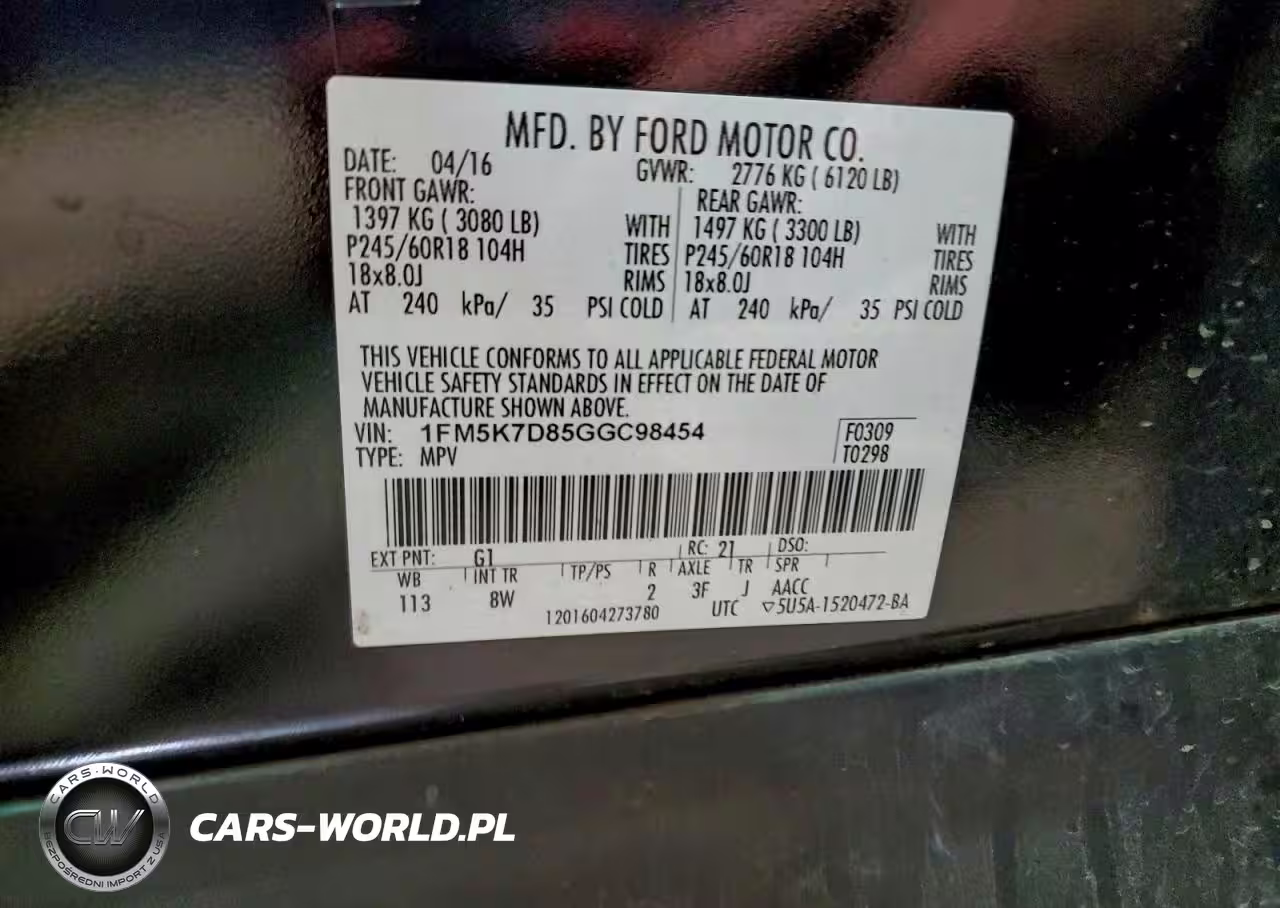 MFD. BY FORD MOTOR CO.
DATE: 04/16 GVWR: 2776 KG ( 6120 LB)
FRONT GAWR: REAR GAWR:
1397 KG ( 3080 LB) WITH 1497 KG ( 3300 LB) WITH
P245/60R18 104H TIRES P245/60R18 104H TIRES
18x8.0J RIMS 18x8.0J RIMS
AT 240 kPa/ 35 PSI COLD AT 240 kPa/ 35 PSI COLD
THIS VEHICLE CONFORMS TO ALL APPLICABLE FEDERAL MOTOR
VEHICLE SAFETY STANDARDS IN EFFECT ON THE DATE OF
MANUFACTURE SHOWN ABOVE.
VIN: 1FM5K7D85GGC98454 F0309
TYPE: MPV T0298
EXT PNT: G1 RC: 21 DSO:
WB INT TR TP/PS R AXLE TR SPR
113 8W 2 3F J AACC
1201604273780 UTC ▽5U5A-1520472-BA
CARS-WORLD
CW
BEZPOŚREDNI IMPORT Z USA
CARS-WORLD.PL